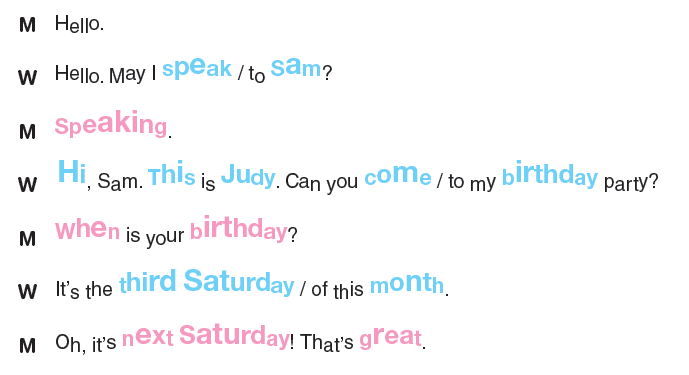 M Hello.
W Hello. May I speak / to Sam?
M Speaking.
W Hi, Sam. This is Judy. Can you come / to my birthday party?
M When is your birthday?
W It's the third Saturday / of this month.
M Oh, it's next Saturday! That's great.